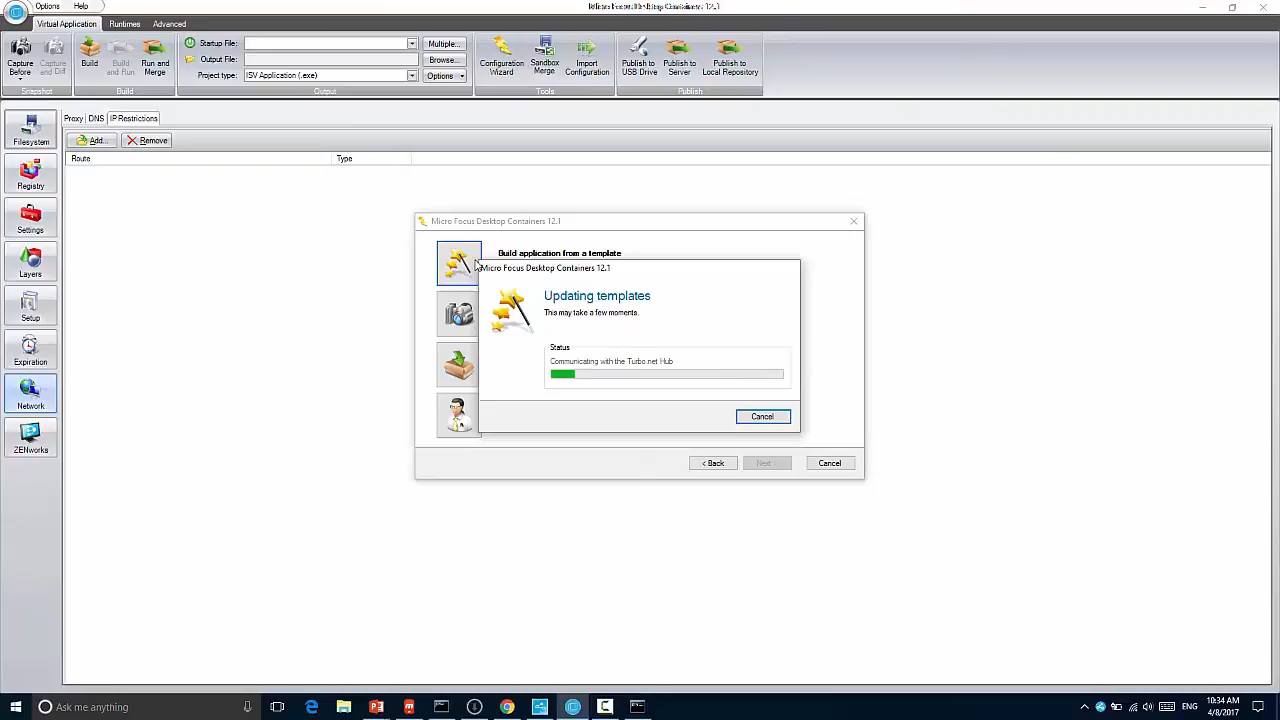 Options Help Micro Focus Desktop Containers 12.1
Virtual Application Runtimes Advanced
Capture Before
Capture and Diff
Snapshot
Build
Build and Run
Run and Merge
Build
Startup File: Multiple...
Output File: Browse...
Project type: ISV Application (.exe) Options
Output
Configuration Wizard
Sandbox Merge
Import Configuration
Tools
Publish to USB Drive
Publish to Server
Publish to Local Repository
Publish
Filesystem
Registry
Settings
Layers
Setup
Expiration
Network
ZENworks
Proxy DNS IP Restrictions
Add... Remove
Route Type
Micro Focus Desktop Containers 12.1
Build application from a template
Micro Focus Desktop Containers 12.1
Updating templates
This may take a few moments.
Status
Communicating with the Turbo.net Hub
Cancel
< Back Next Cancel
Ask me anything
ENG
10:34 AM
4/8/2017